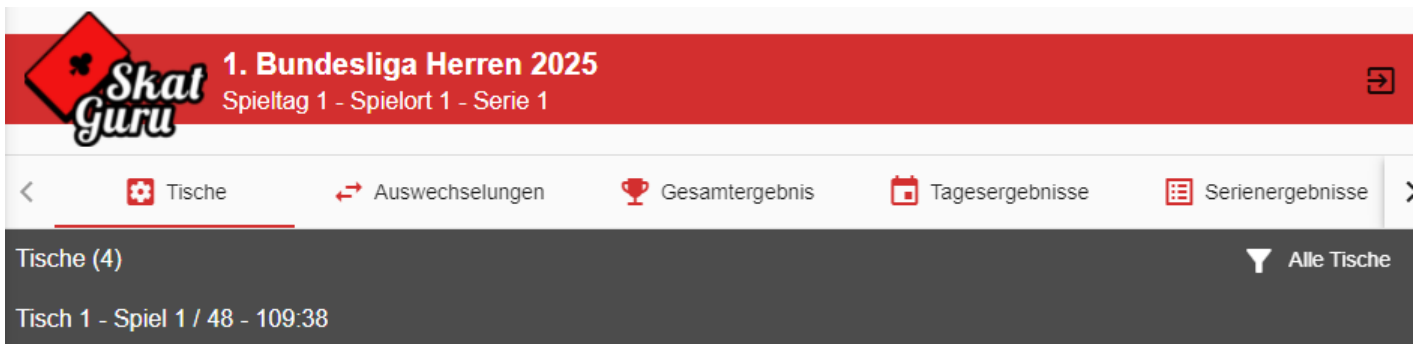 Skat
Guru
1. Bundesliga Herren 2025
Spieltag 1 - Spielort 1 - Serie 1
Tische
Auswechselungen
Gesamtergebnis
Tagesergebnisse
Serienergebnisse
Tische (4)
Alle Tische
Tisch 1 - Spiel 1 / 48 - 109:38